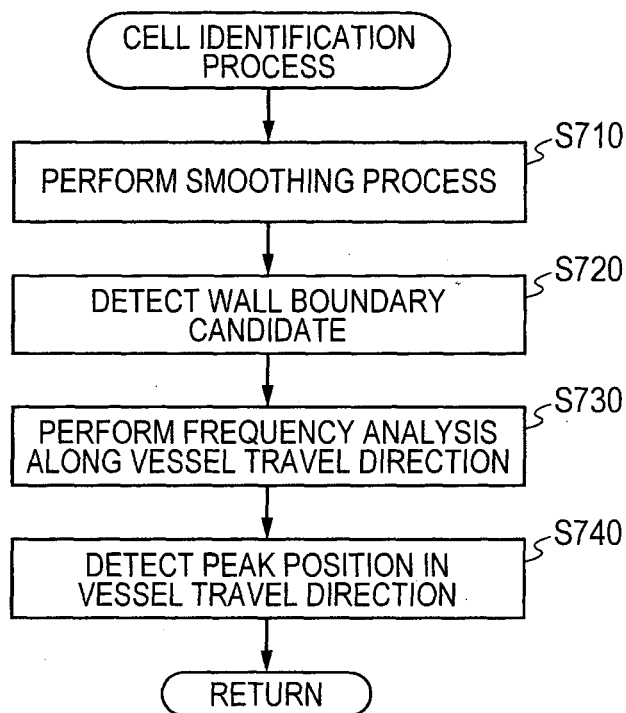 CELL IDENTIFICATION
PROCESS
S710
PERFORM SMOOTHING PROCESS
S720
DETECT WALL BOUNDARY
CANDIDATE
S730
PERFORM FREQUENCY ANALYSIS
ALONG VESSEL TRAVEL DIRECTION
S740
DETECT PEAK POSITION IN
VESSEL TRAVEL DIRECTION
RETURN